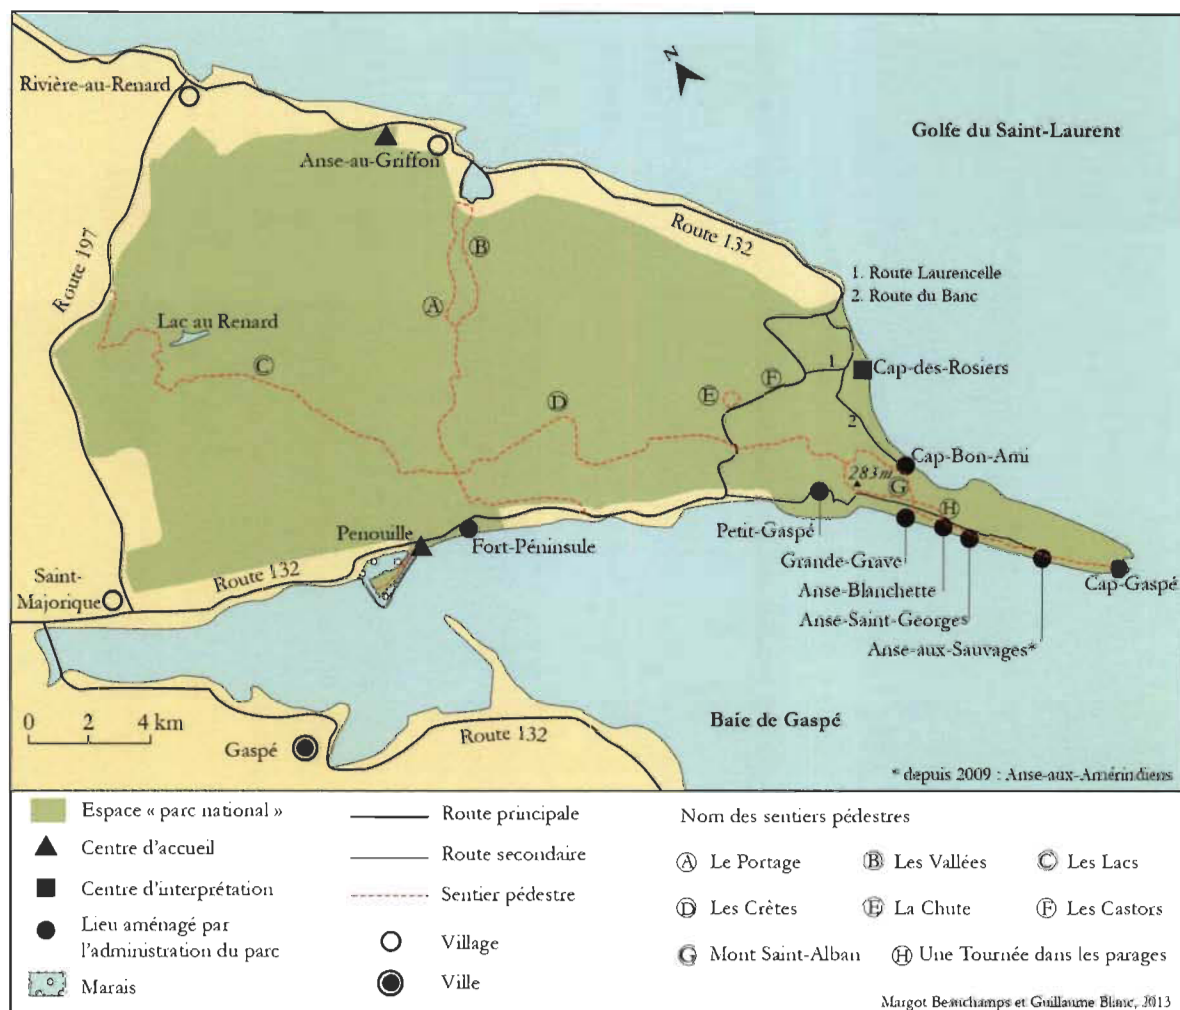 N
Rivière-au-Renard
Golfe du Saint-Laurent
Anse-au-Griffon
Route 132
B
Route 197
1. Route Laurencelle
2. Route du Banc
A
Lac au Renard
C
1
Cap-des-Rosiers
F
E
D
2
Cap-Bon-Ami
283 m
G
H
Petit-Gaspé
Penouille
Fort-Péninsule
Grande-Grave
Cap-Gaspé
Route 132
Saint-
Majorique
Anse-Blanchette
Anse-Saint-Georges
Anse-aux-Sauvages*
0 2 4 km
Baie de Gaspé
Route 132
Gaspé
* depuis 2009 : Anse-aux-Amérindiens
Espace « parc national »
Centre d'accueil
Centre d'interprétation
Lieu aménagé par
l'administration du parc
Marais
Route principale
Route secondaire
Sentier pédestre
Village
Ville
Nom des sentiers pédestres
A Le Portage B Les Vallées C Les Lacs
D Les Crêtes E La Chute F Les Castors
G Mont Saint-Alban H Une Tournée dans les parages
Margot Beauchamps et Guillaume Blanc, 2013